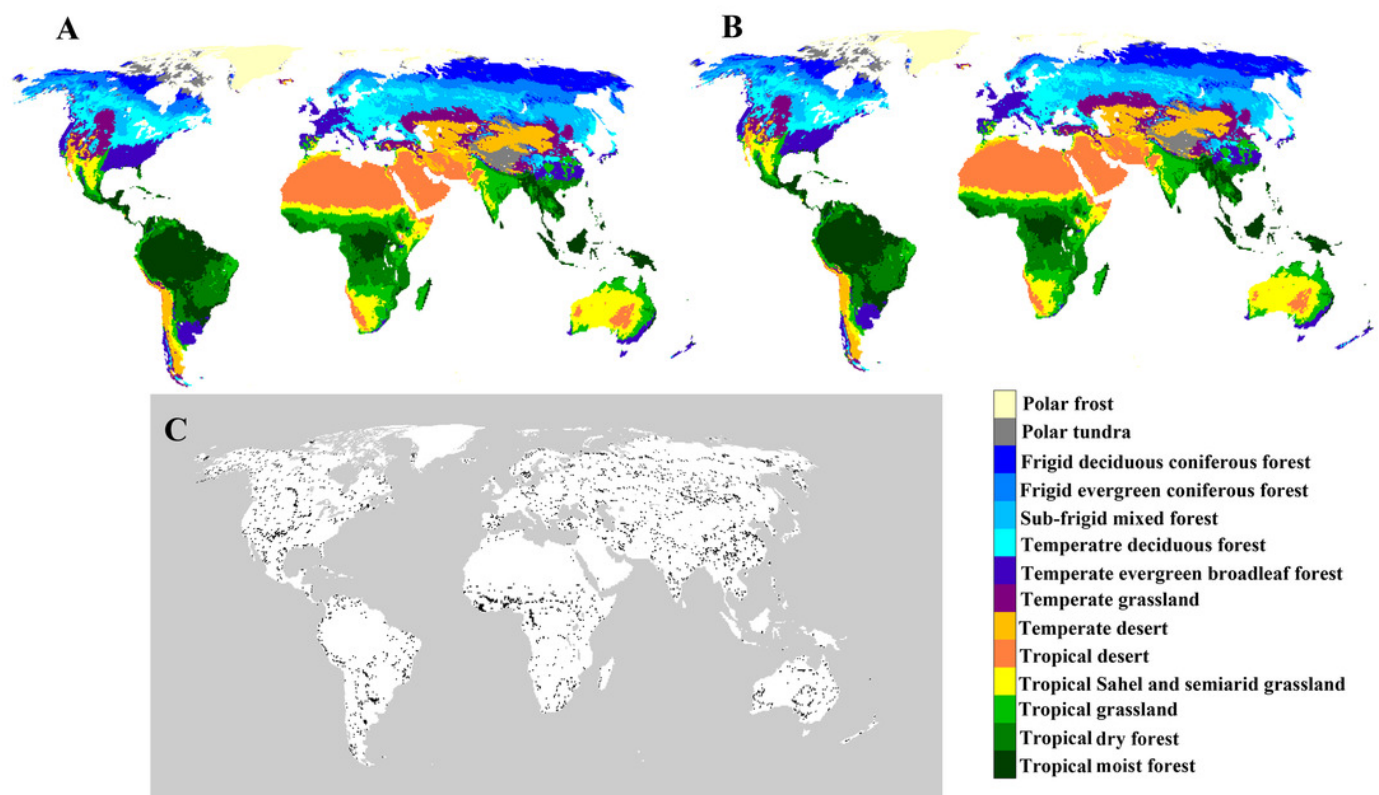 A
B
C
Polar frost
Polar tundra
Frigid deciduous coniferous forest
Frigid evergreen coniferous forest
Sub-frigid mixed forest
Temperatre deciduous forest
Temperate evergreen broadleaf forest
Temperate grassland
Temperate desert
Tropical desert
Tropical Sahel and semiarid grassland
Tropical grassland
Tropical dry forest
Tropical moist forest